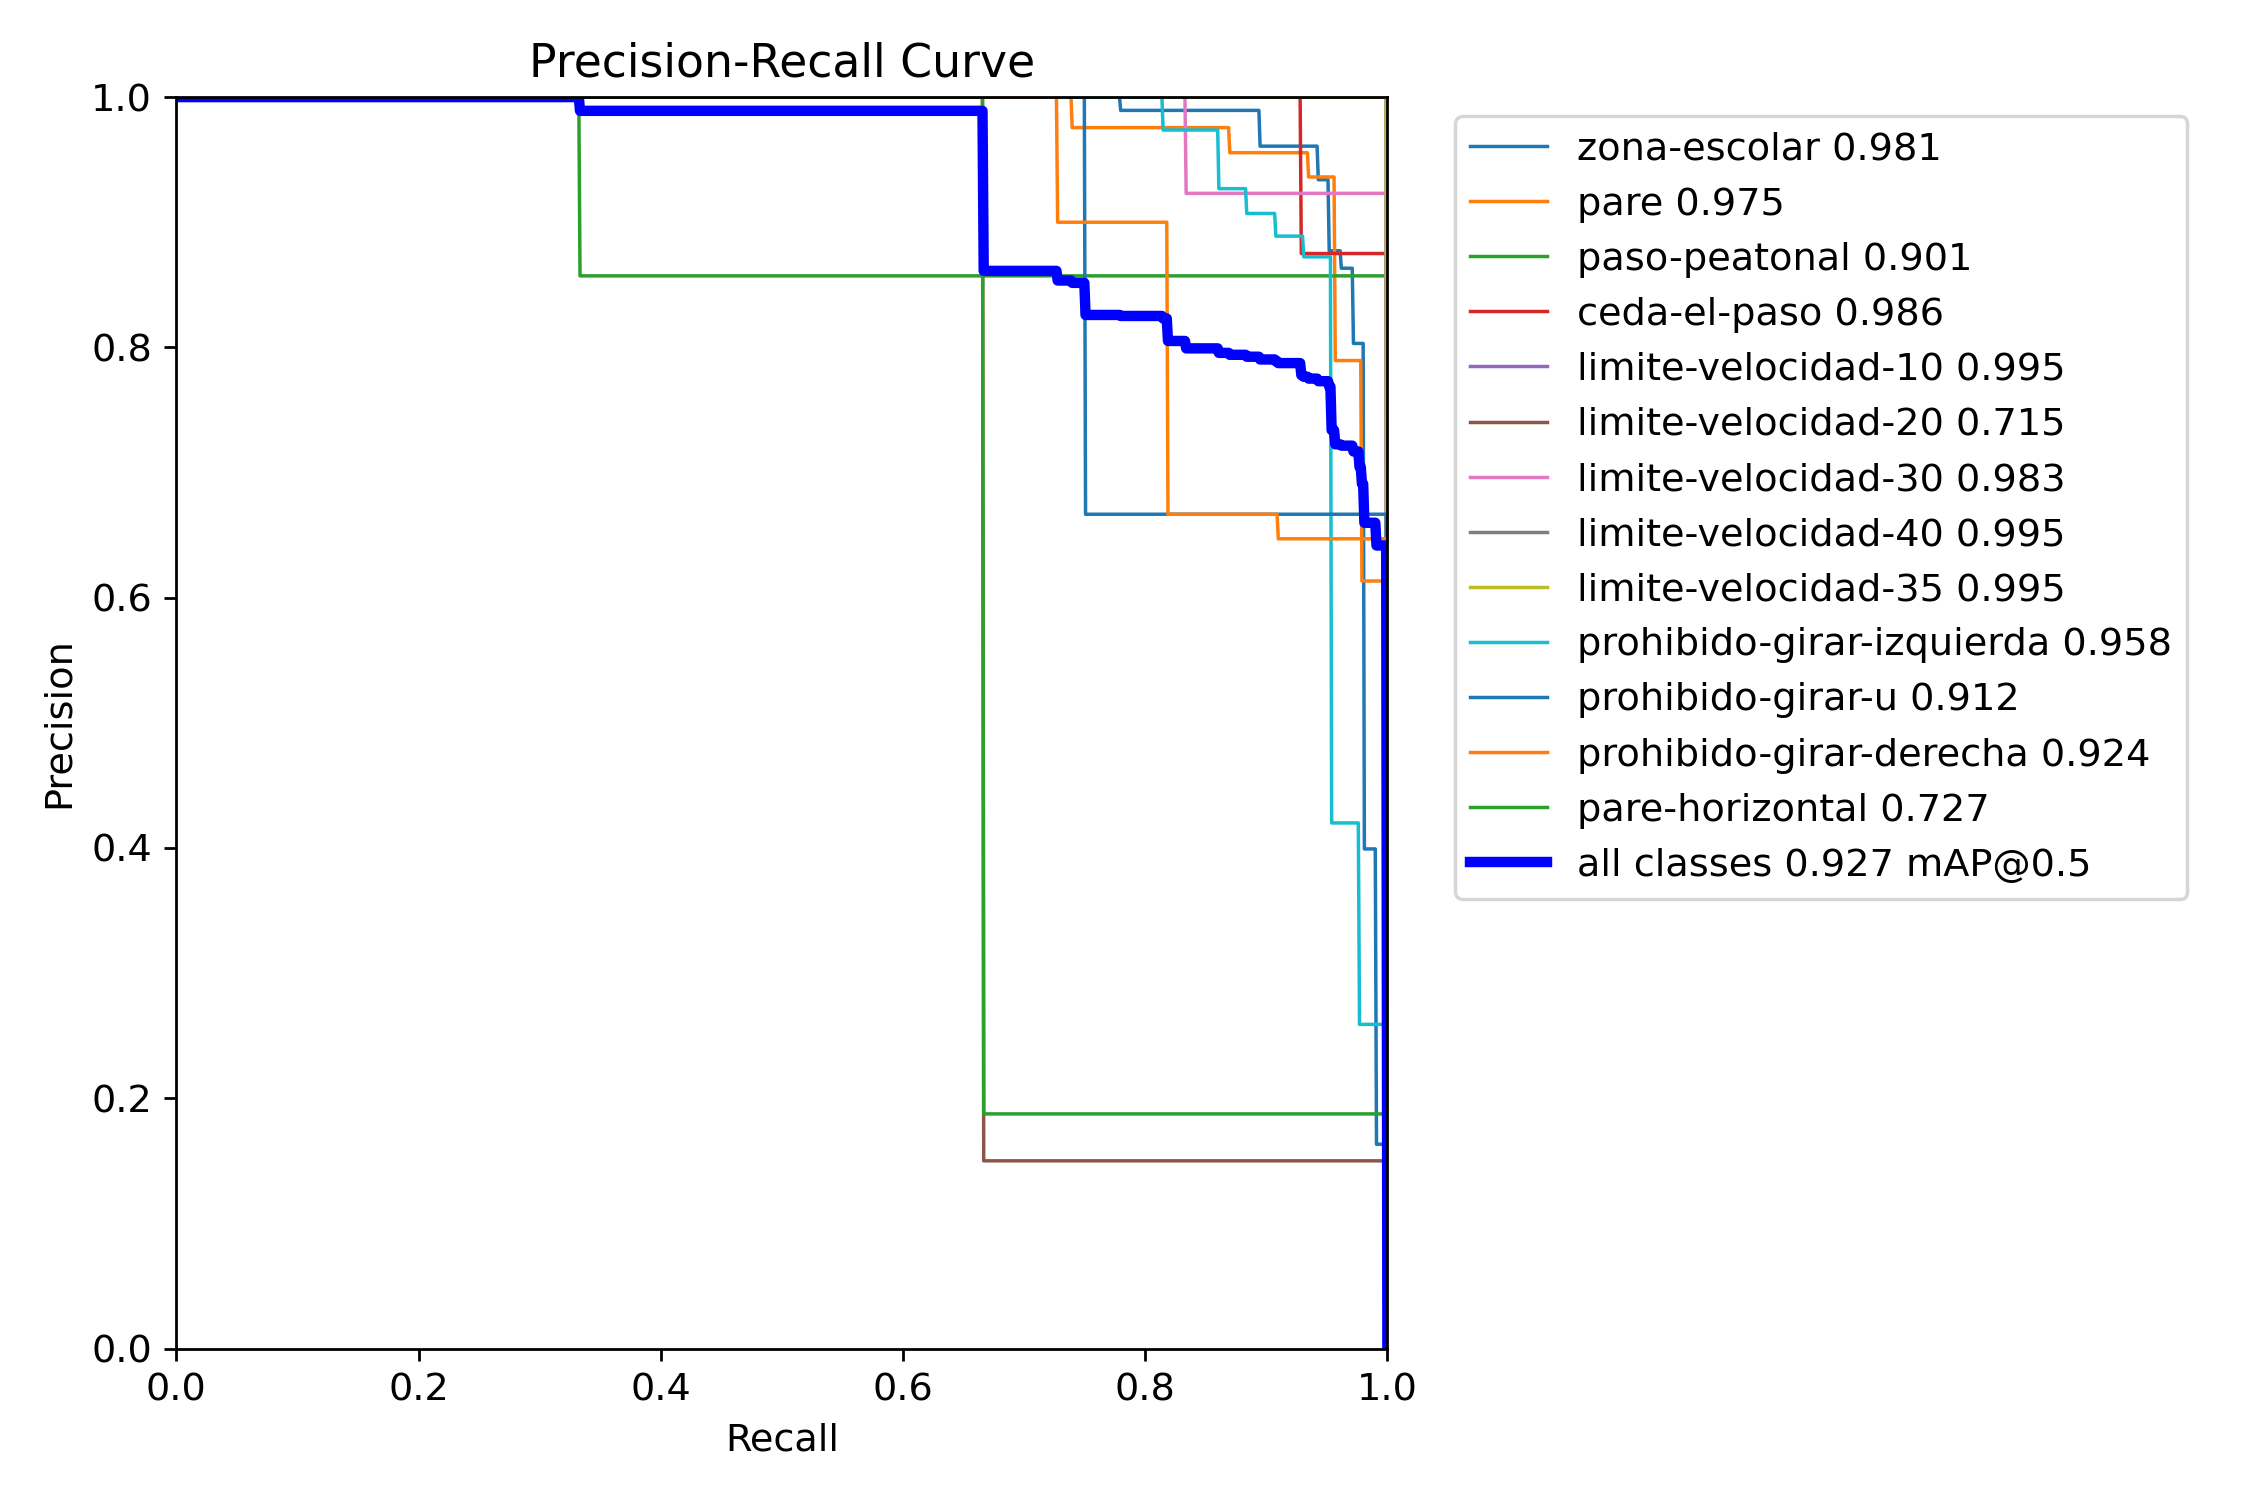 Precision-Recall Curve
1.0
0.8
0.6
0.4
0.2
0.0
Precision
0.0 0.2 0.4 0.6 0.8 1.0
Recall
zona-escolar 0.981
pare 0.975
paso-peatonal 0.901
ceda-el-paso 0.986
limite-velocidad-10 0.995
limite-velocidad-20 0.715
limite-velocidad-30 0.983
limite-velocidad-40 0.995
limite-velocidad-35 0.995
prohibido-girar-izquierda 0.958
prohibido-girar-u 0.912
prohibido-girar-derecha 0.924
pare-horizontal 0.727
all classes 0.927 mAP@0.5